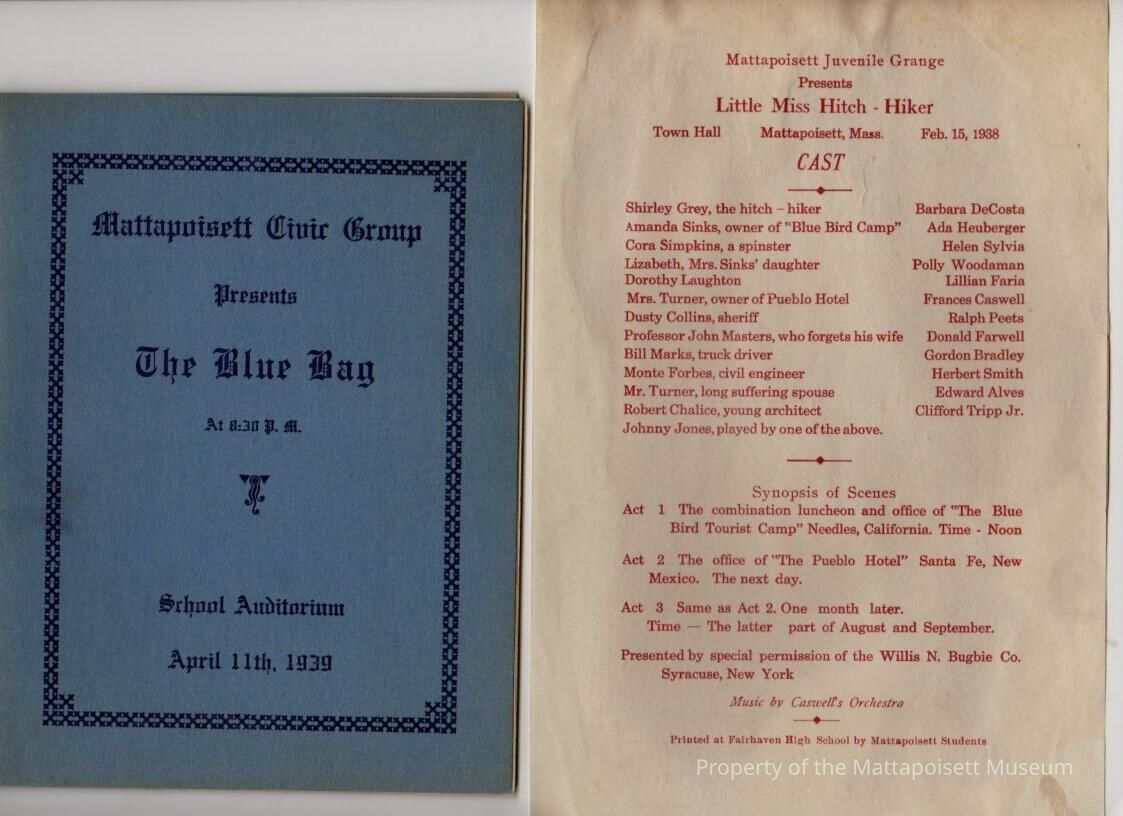 Mattapoisett Civic Group
Presents
The Blue Bag
At 8:30 P. M.
School Auditorium
April 11th, 1939
Mattapoisett Juvenile Grange
Presents
Little Miss Hitch - Hiker
Town Hall Mattapoisett, Mass. Feb. 15, 1938
CAST
Shirley Grey, the hitch – hiker Barbara DeCosta
Amanda Sinks, owner of "Blue Bird Camp" Ada Heuberger
Cora Simpkins, a spinster Helen Sylvia
Lizabeth, Mrs. Sinks' daughter Polly Woodaman
Dorothy Laughton Lillian Faria
Mrs. Turner, owner of Pueblo Hotel Frances Caswell
Dusty Collins, sheriff Ralph Peets
Professor John Masters, who forgets his wife Donald Farwell
Bill Marks, truck driver Gordon Bradley
Monte Forbes, civil engineer Herbert Smith
Mr. Turner, long suffering spouse Edward Alves
Robert Chalice, young architect Clifford Tripp Jr.
Johnny Jones, played by one of the above.
Synopsis of Scenes
Act 1 The combination luncheon and office of "The Blue
Bird Tourist Camp" Needles, California. Time - Noon
Act 2 The office of "The Pueblo Hotel" Santa Fe, New
Mexico. The next day.
Act 3 Same as Act 2. One month later.
Time — The latter part of August and September.
Presented by special permission of the Willis N. Bugbie Co.
Syracuse, New York
Music by Caswell's Orchestra
Printed at Fairhaven High School by Mattapoisett Students
Property of the Mattapoisett Museum